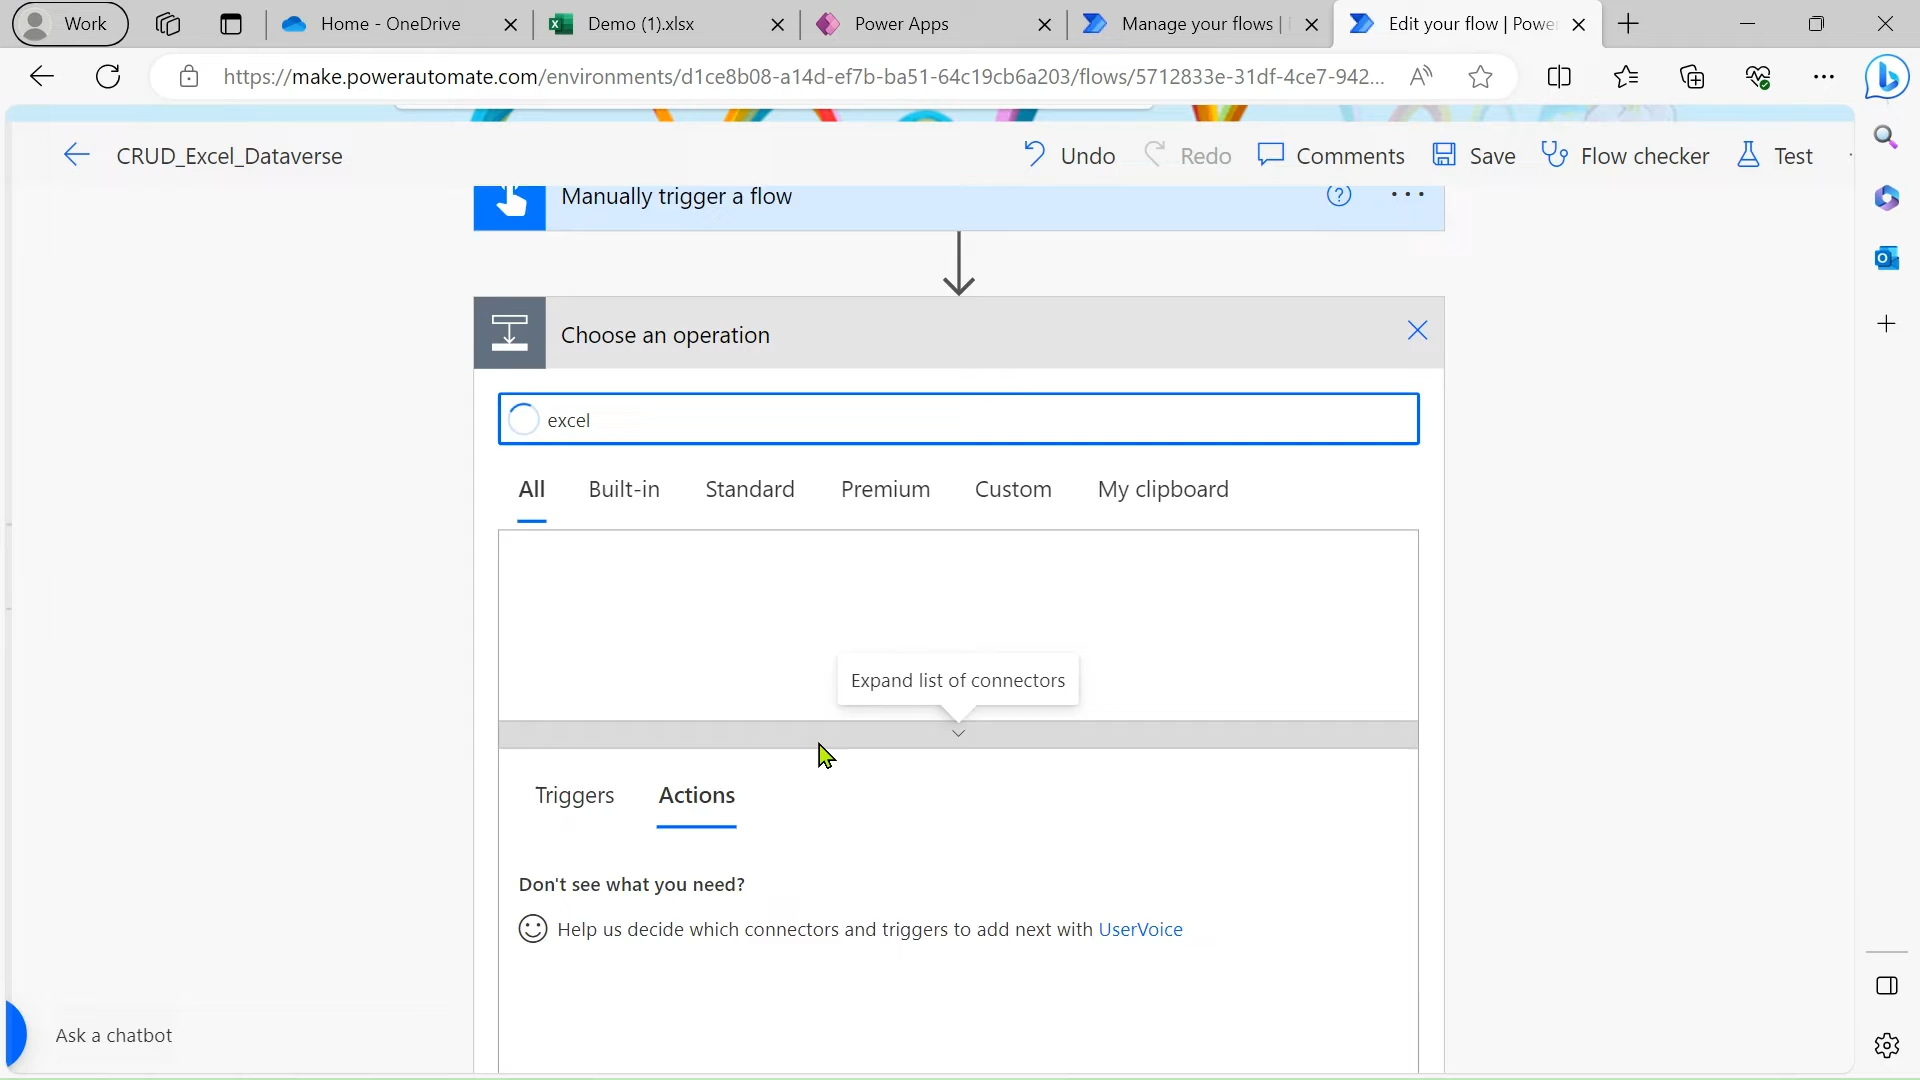 Work
Home - OneDrive
Demo (1).xlsx
Power Apps
Manage your flows |
Edit your flow | Powe
https://make.powerautomate.com/environments/d1ce8b08-a14d-ef7b-ba51-64c19cb6a203/flows/5712833e-31df-4ce7-942...
CRUD_Excel_Dataverse
Undo
Redo
Comments
Save
Flow checker
Test
Manually trigger a flow
Choose an operation
excel
All Built-in Standard Premium Custom My clipboard
Expand list of connectors
Triggers Actions
Don't see what you need?
Help us decide which connectors and triggers to add next with UserVoice
Ask a chatbot